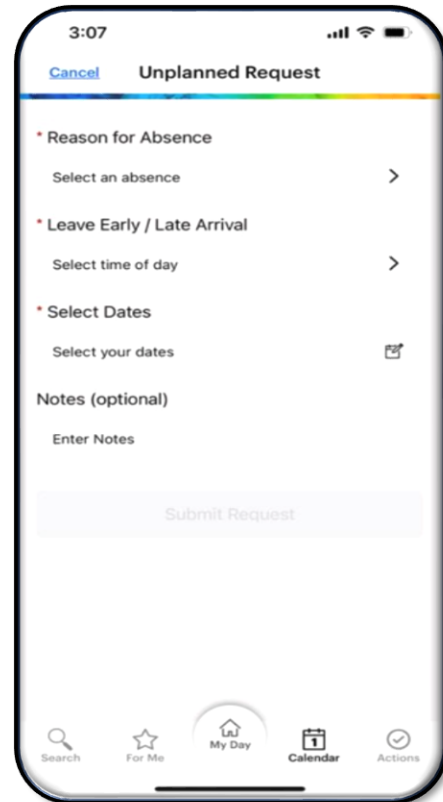 3:07
Cancel Unplanned Request
* Reason for Absence
Select an absence
* Leave Early / Late Arrival
Select time of day
* Select Dates
Select your dates
Notes (optional)
Enter Notes
Submit Request
1
Search For Me My Day Calendar Actions